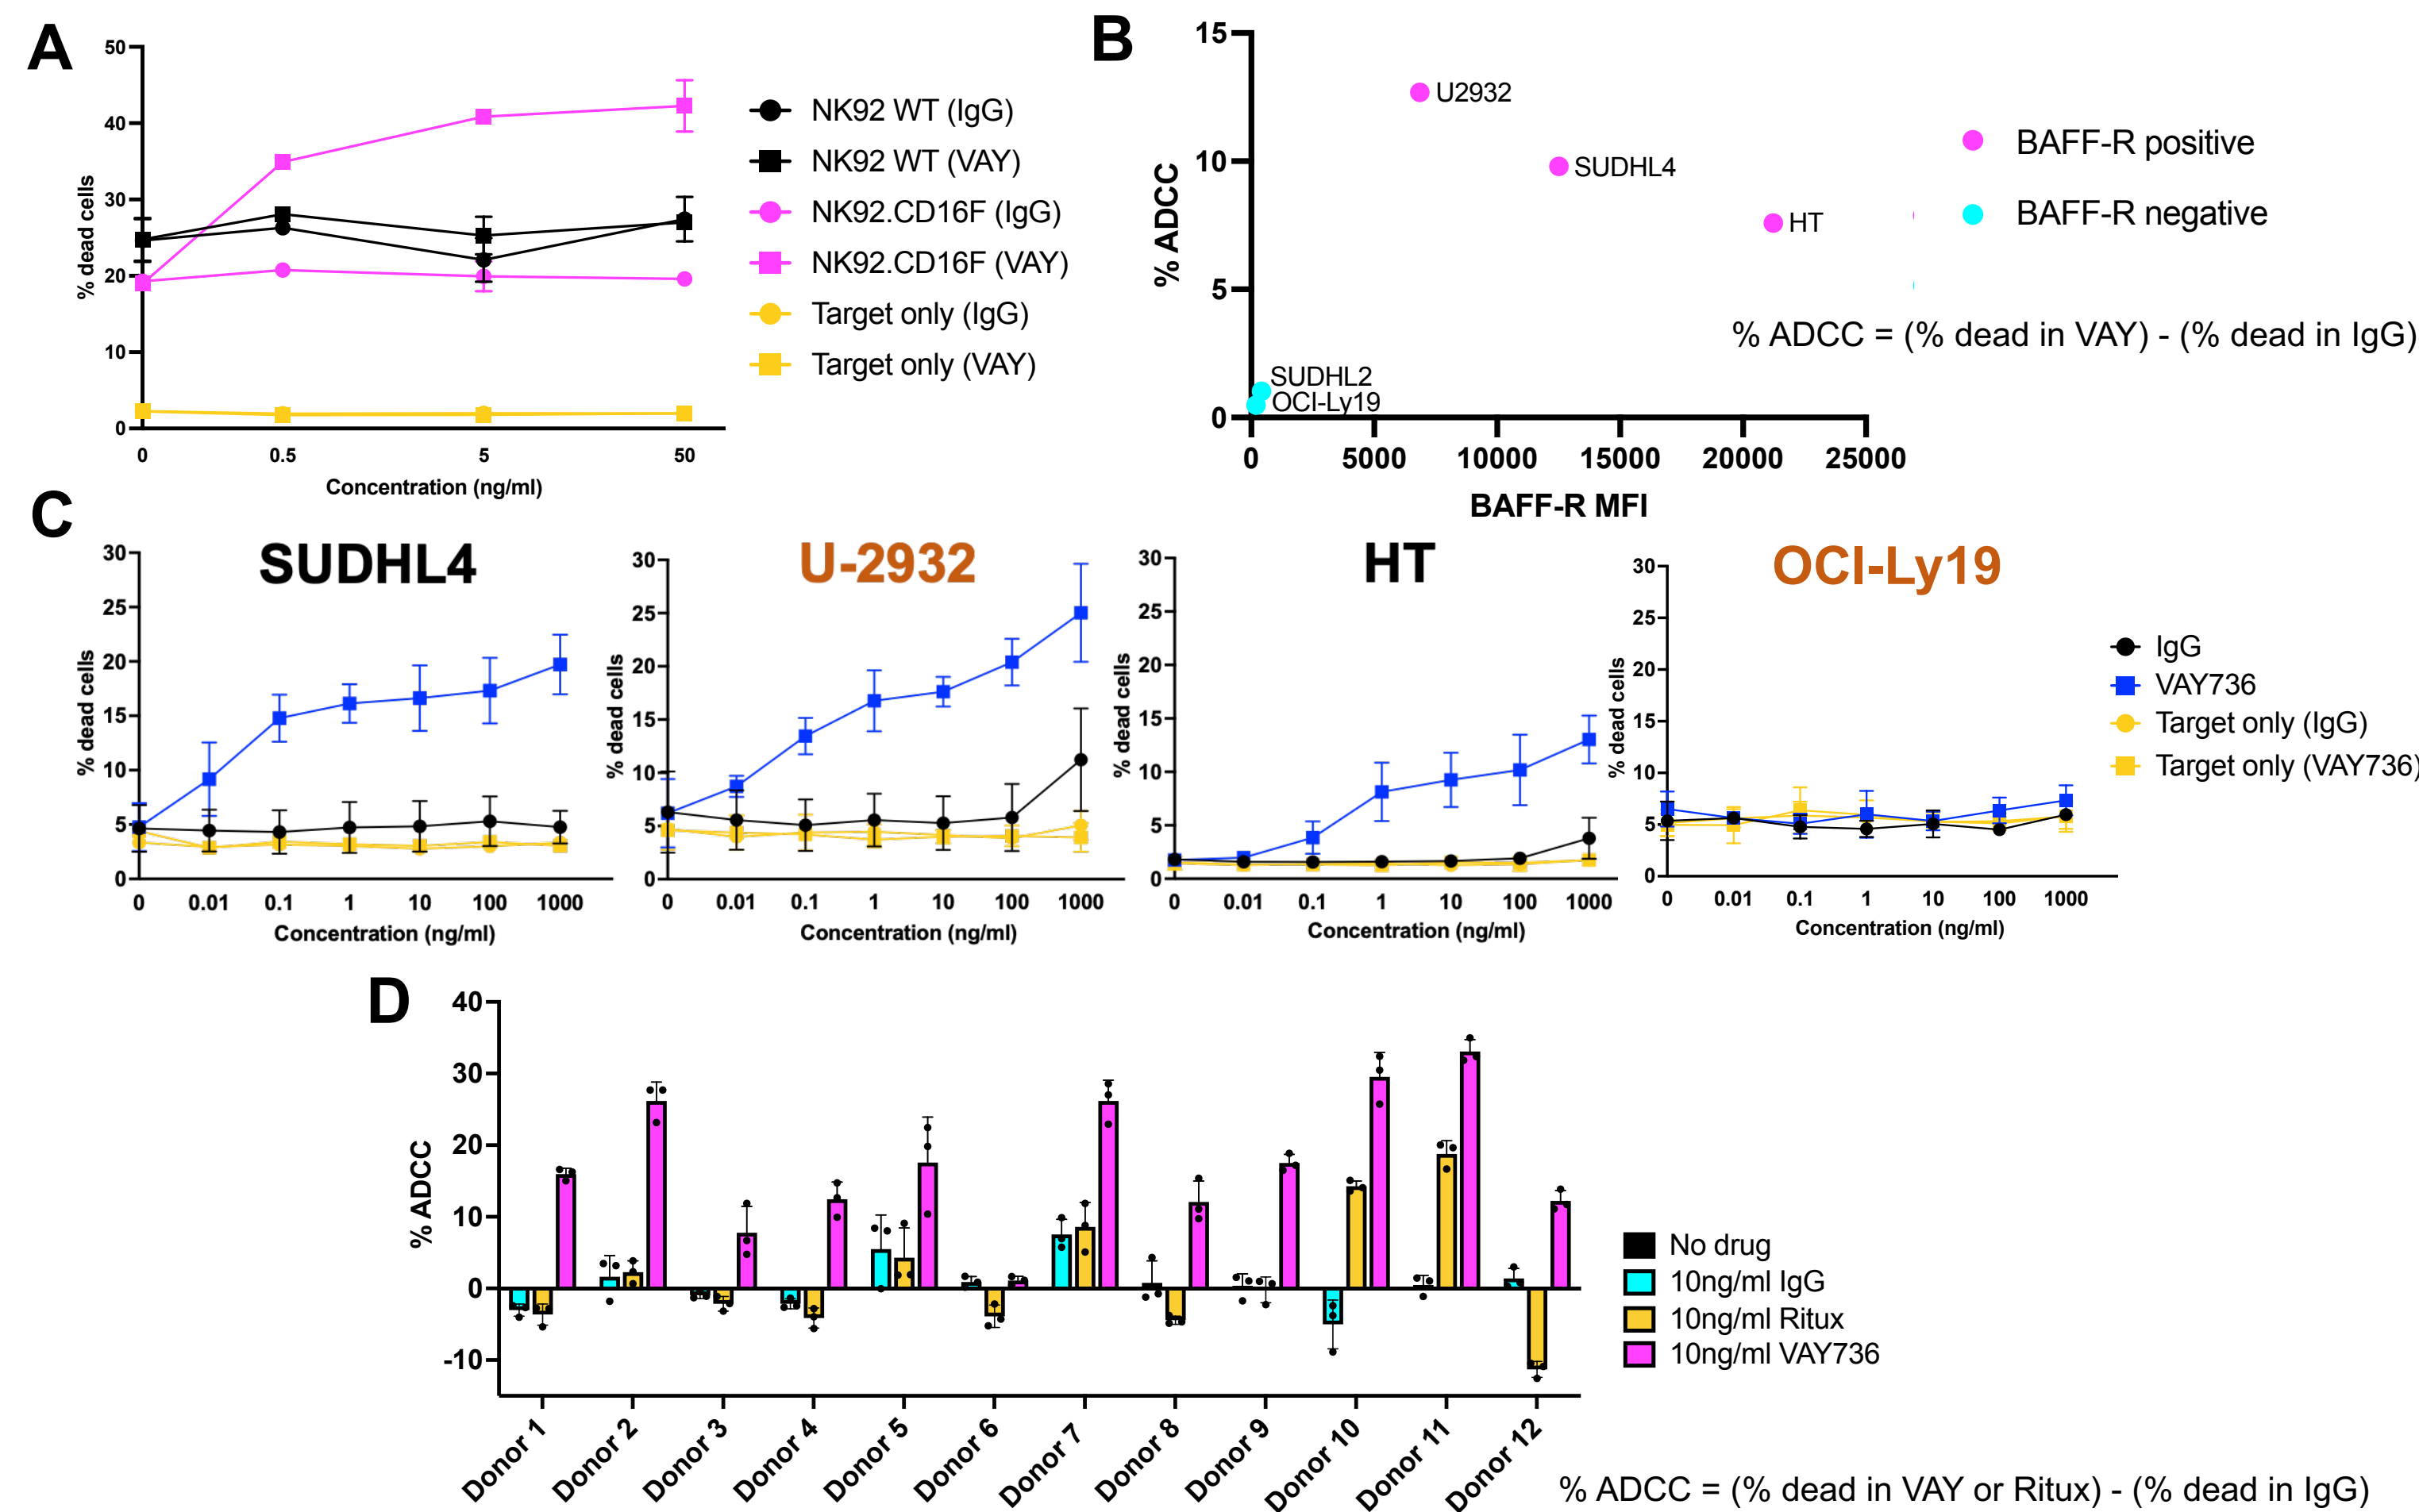 A
50
40
30
20
10
0
% dead cells
0 0.5 5 50
Concentration (ng/ml)
NK92 WT (IgG)
NK92 WT (VAY)
NK92.CD16F (IgG)
NK92.CD16F (VAY)
Target only (IgG)
Target only (VAY)
B
15
10
5
0
% ADCC
U2932
SUDHL4
HT
SUDHL2
OCI-Ly19
0 5000 10000 15000 20000 25000
BAFF-R MFI
BAFF-R positive
BAFF-R negative
% ADCC = (% dead in VAY) - (% dead in IgG)
C
SUDHL4
30
25
20
15
10
5
0
% dead cells
0 0.01 0.1 1 10 100 1000
Concentration (ng/ml)
U-2932
30
25
20
15
10
5
0
% dead cells
0 0.01 0.1 1 10 100 1000
Concentration (ng/ml)
HT
30
25
20
15
10
5
0
% dead cells
0 0.01 0.1 1 10 100 1000
Concentration (ng/ml)
OCI-Ly19
30
25
20
15
10
5
0
% dead cells
0 0.01 0.1 1 10 100 1000
Concentration (ng/ml)
IgG
VAY736
Target only (IgG)
Target only (VAY736)
D
40
30
20
10
0
-10
% ADCC
Donor 1
Donor 2
Donor 3
Donor 4
Donor 5
Donor 6
Donor 7
Donor 8
Donor 9
Donor 10
Donor 11
Donor 12
No drug
10ng/ml IgG
10ng/ml Ritux
10ng/ml VAY736
% ADCC = (% dead in VAY or Ritux) - (% dead in IgG)